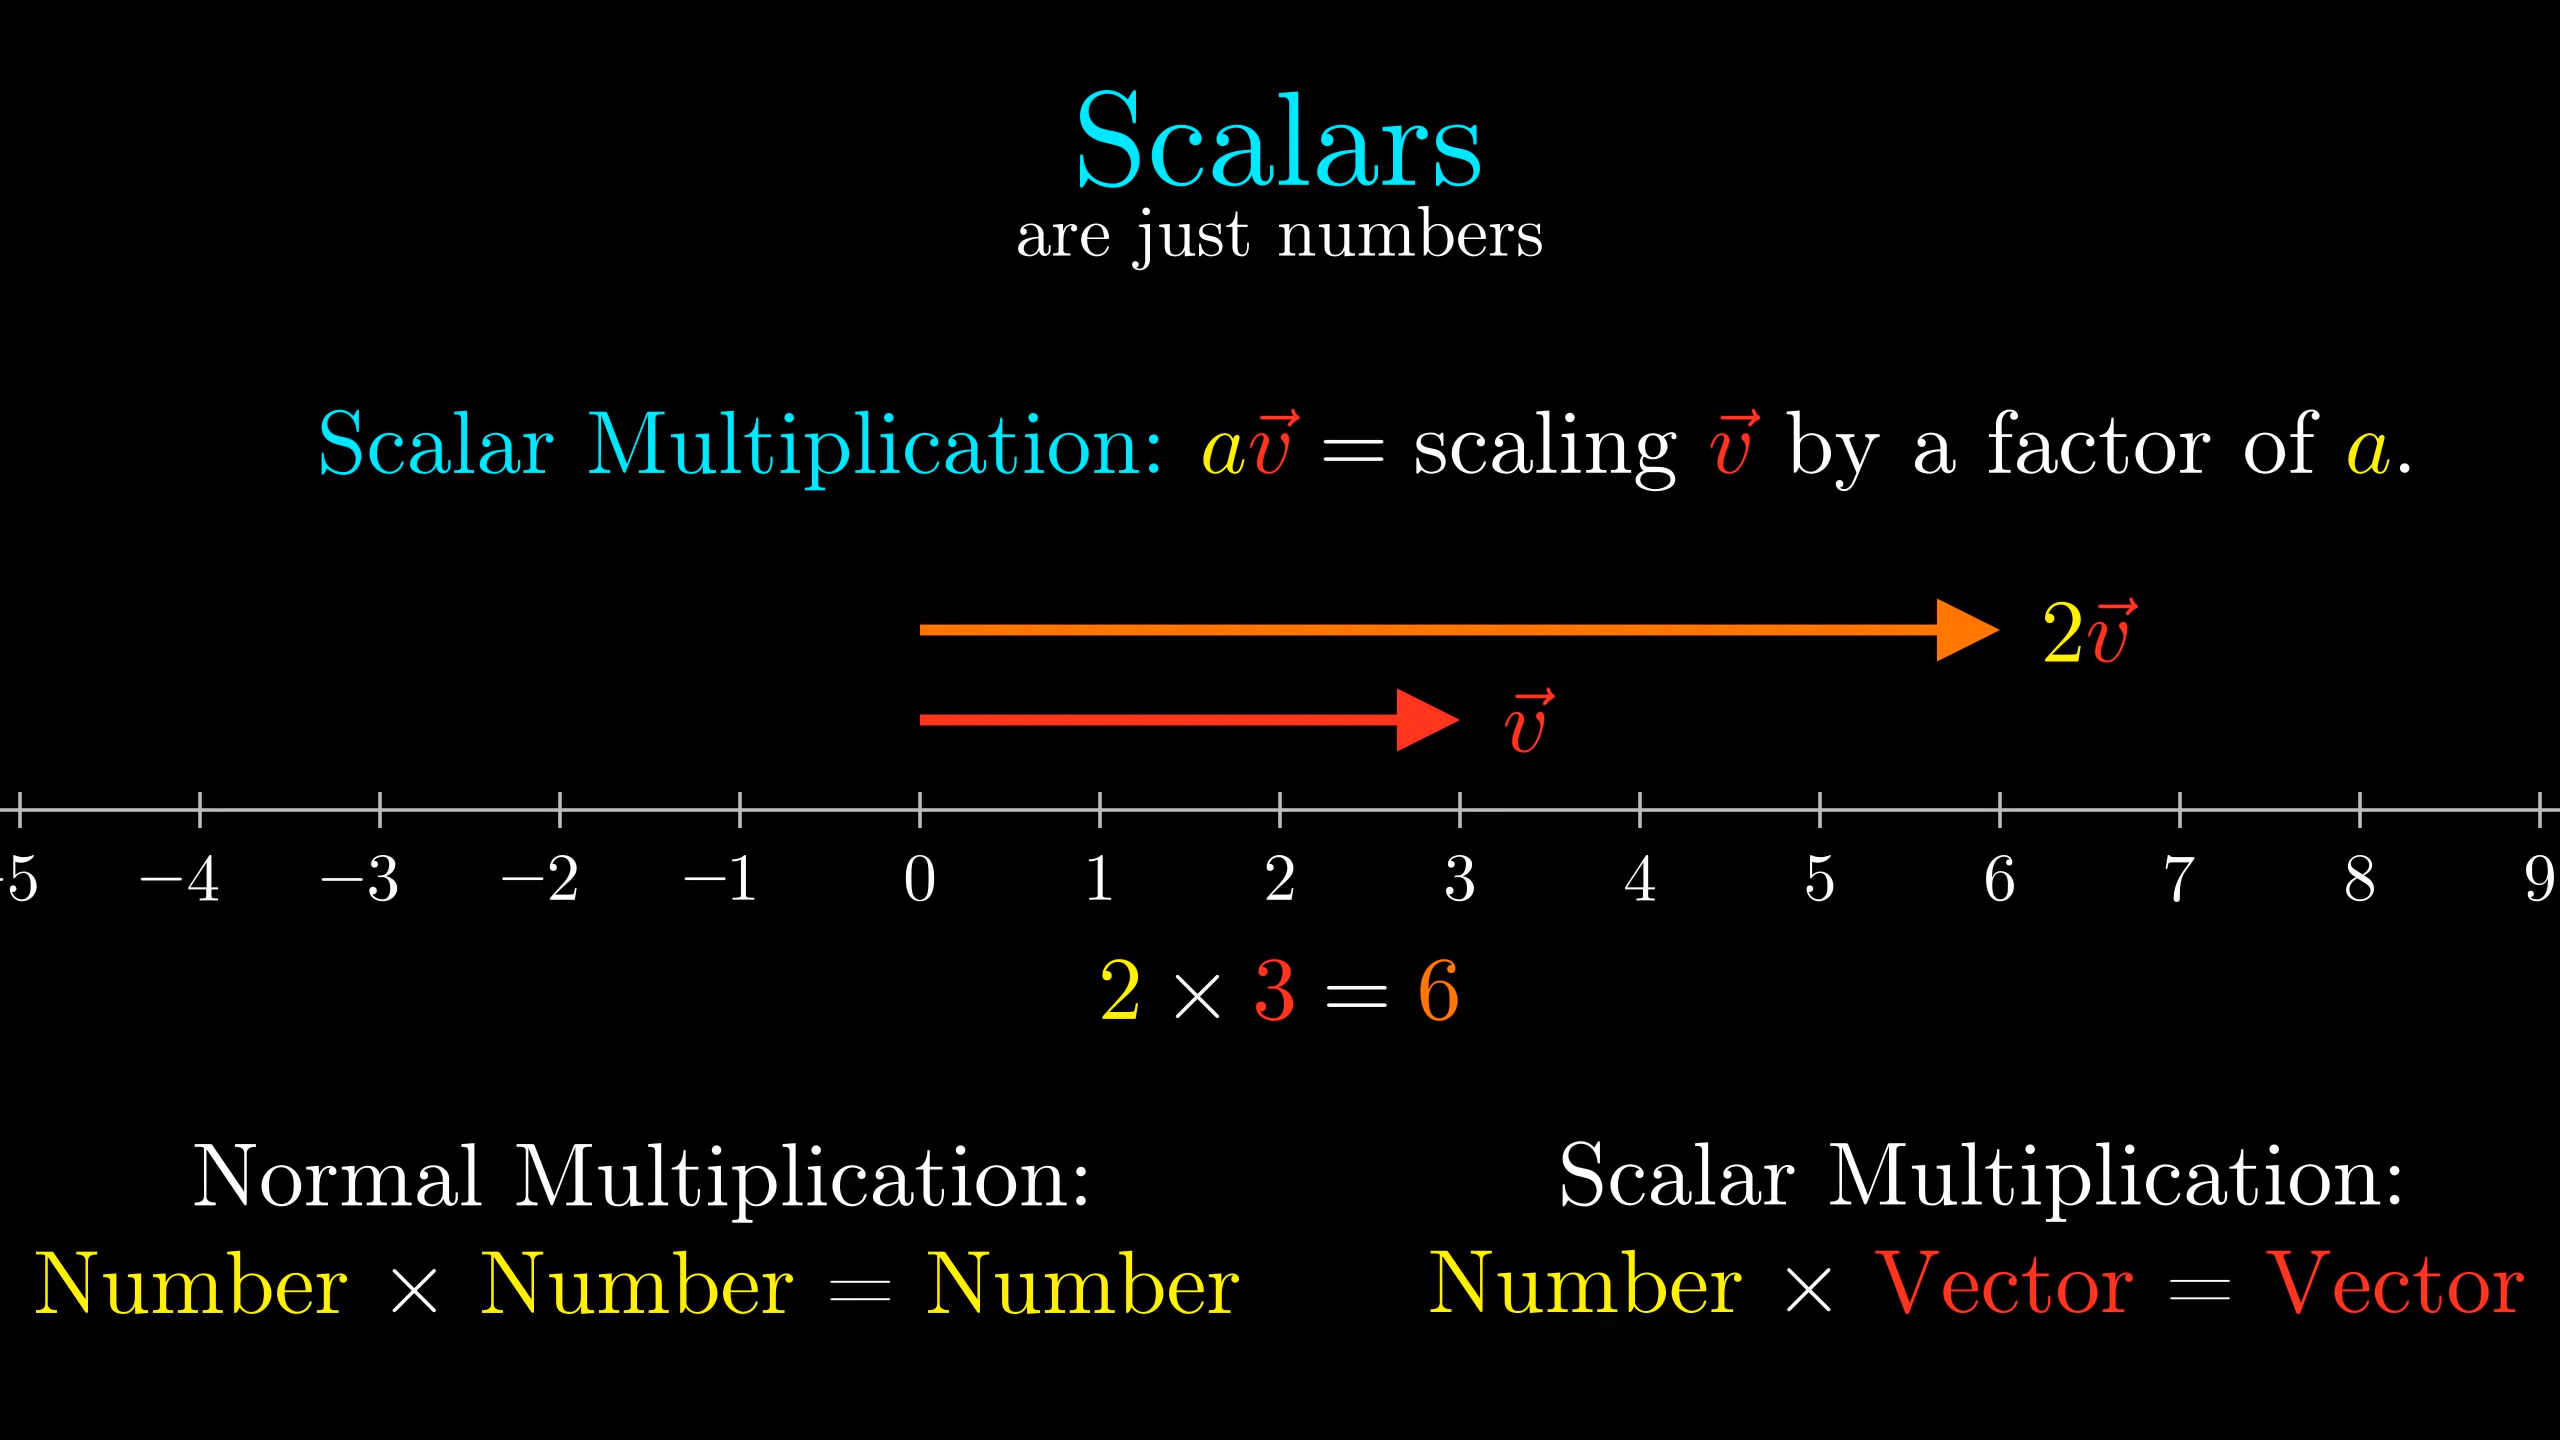 Scalars
are just numbers
Scalar Multiplication: av⃗ = scaling v⃗ by a factor of a.
2v⃗
v⃗
−5 −4 −3 −2 −1 0 1 2 3 4 5 6 7 8 9
2 × 3 = 6
Normal Multiplication:
Number × Number = Number
Scalar Multiplication:
Number × Vector = Vector